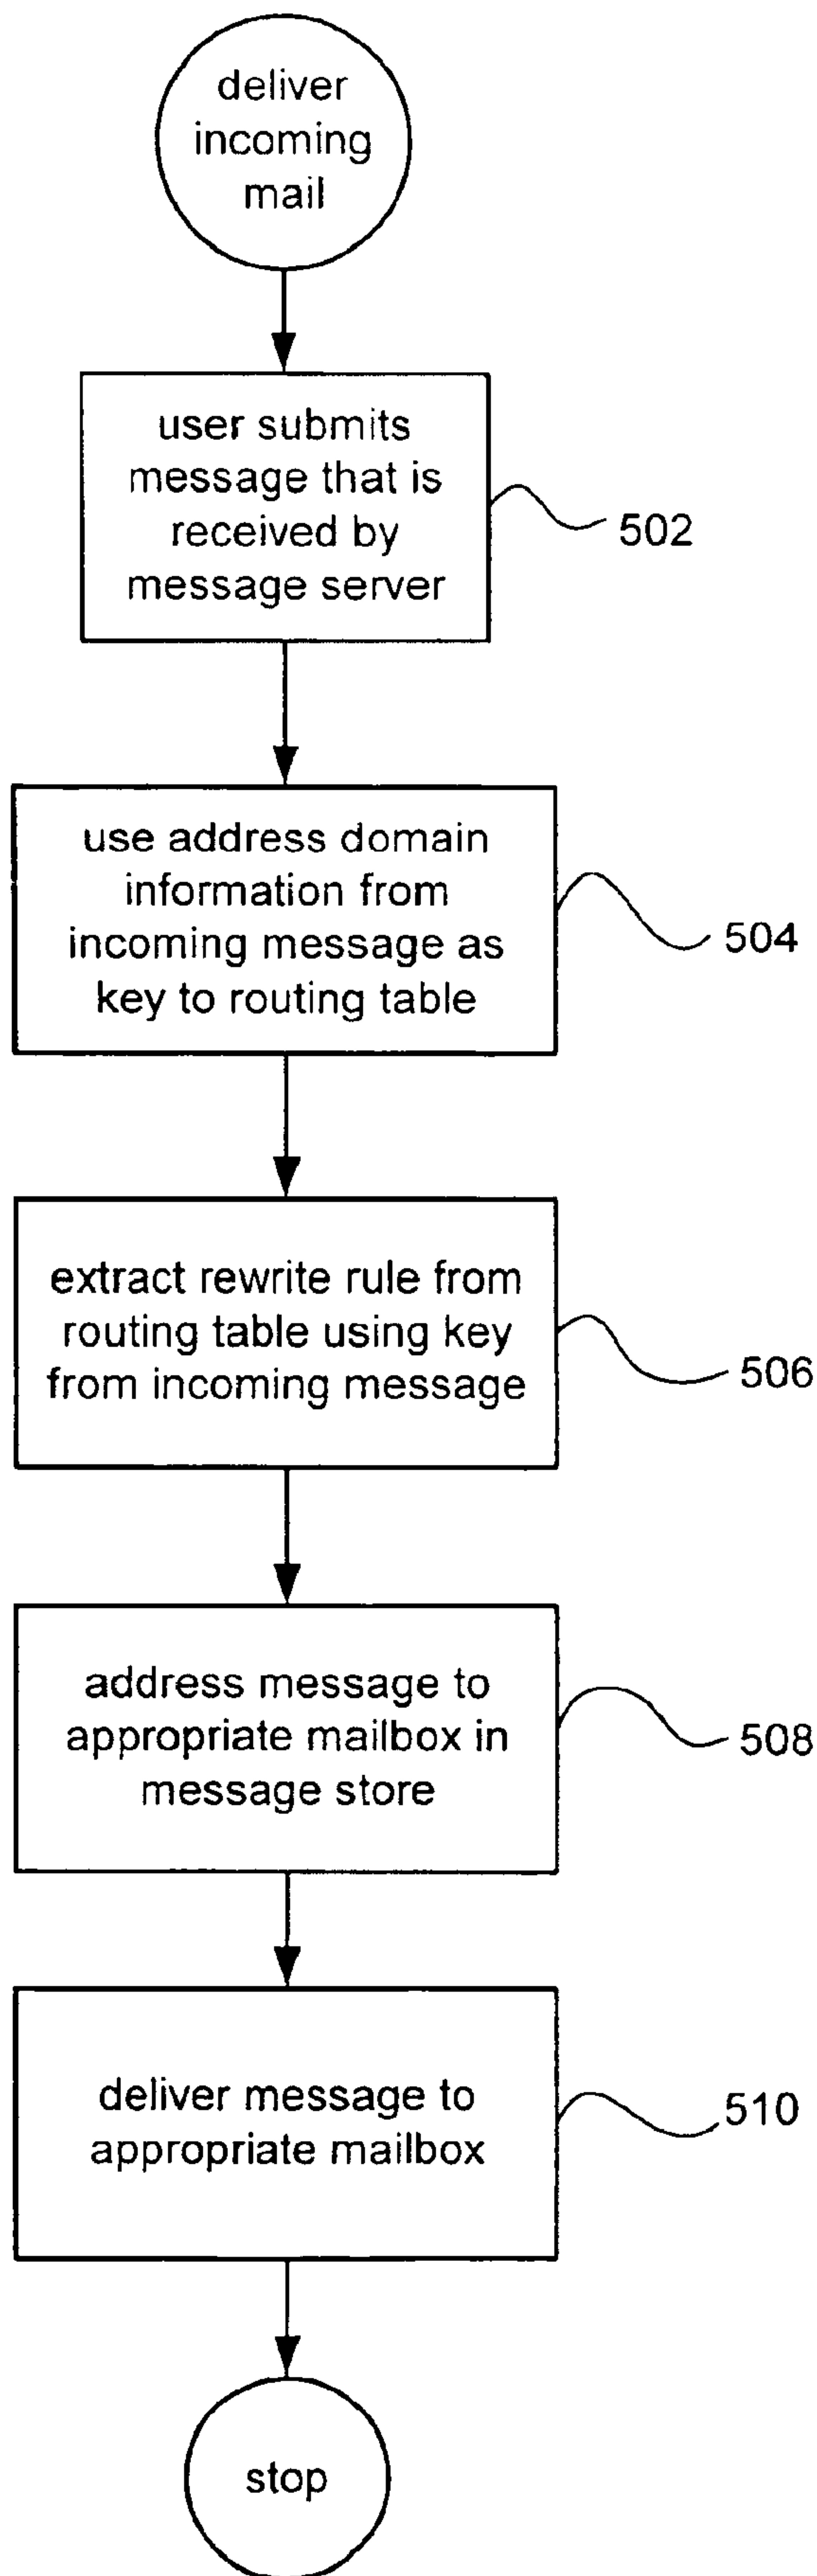 deliver
incoming
mail
user submits
message that is
received by
message server
502
use address domain
information from
incoming message as
key to routing table
504
extract rewrite rule from
routing table using key
from incoming message
506
address message to
appropriate mailbox in
message store
508
deliver message to
appropriate mailbox
510
stop